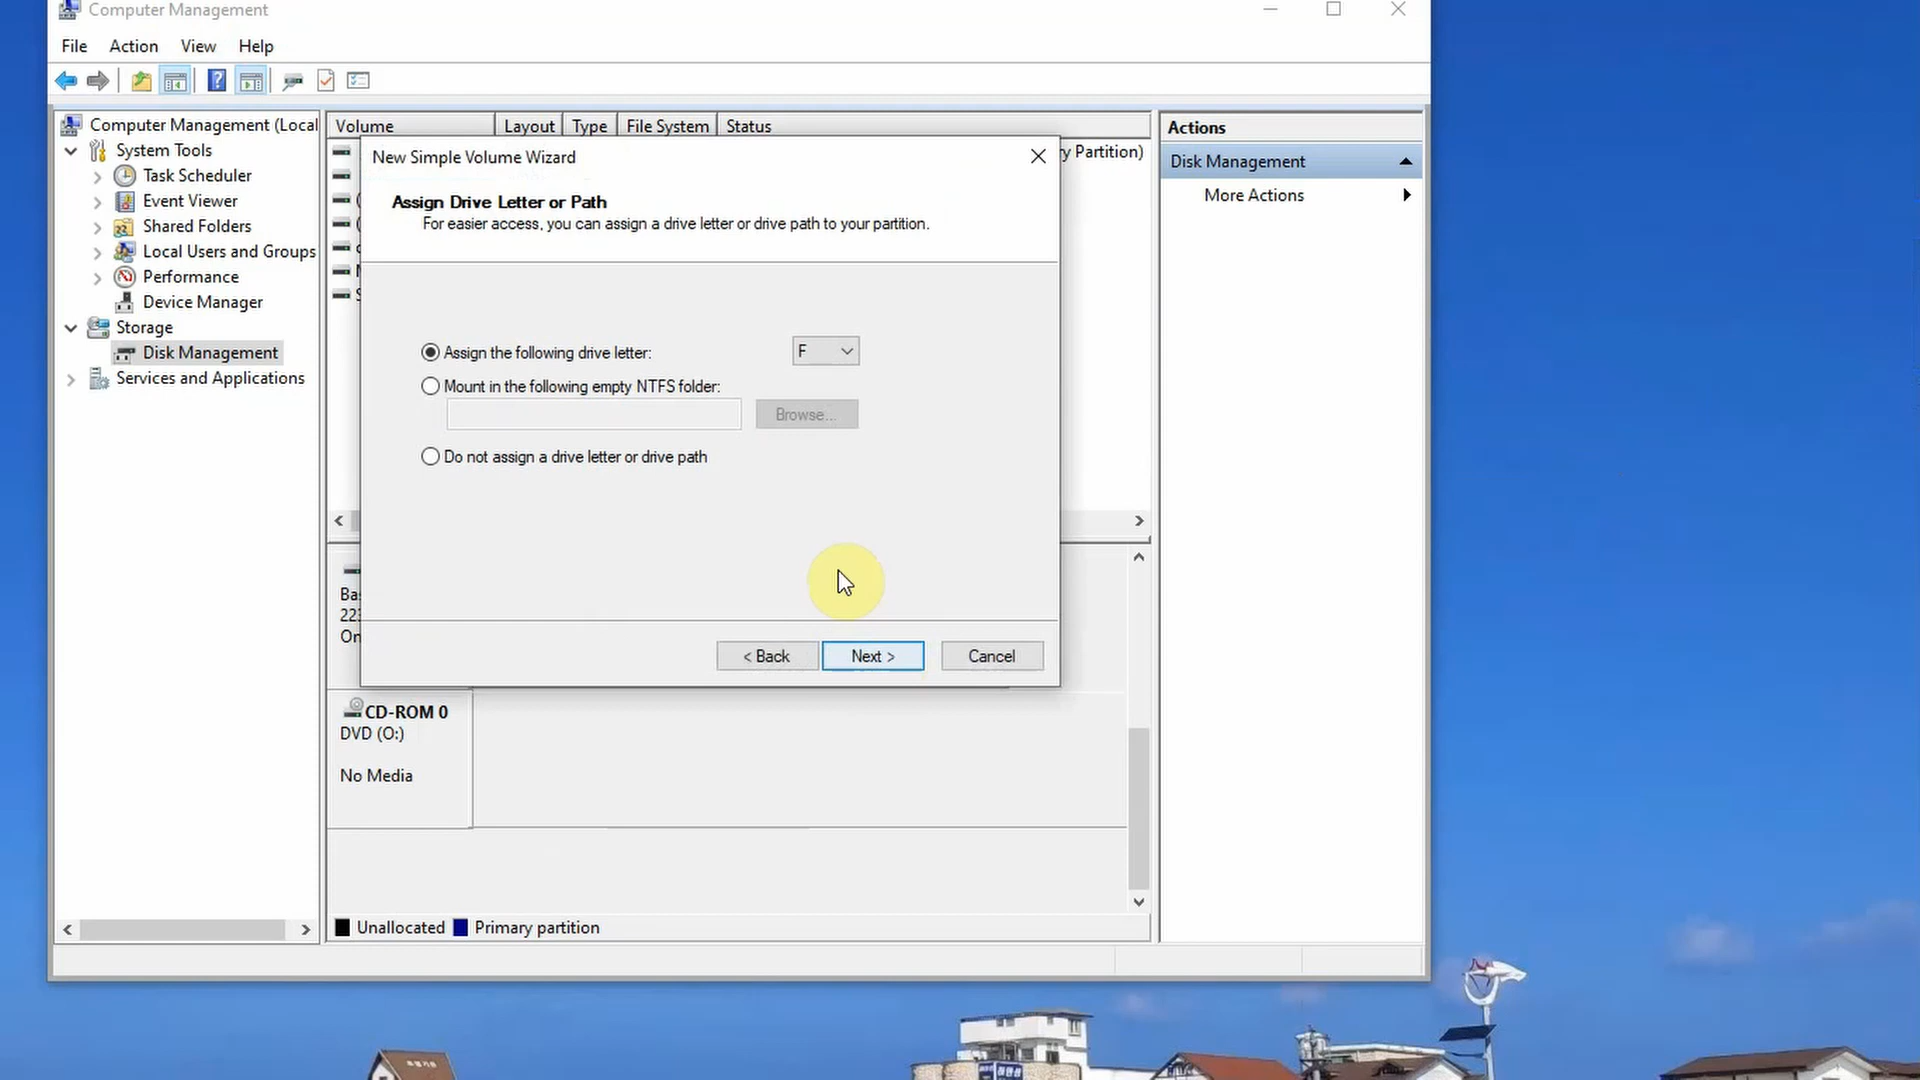 Computer Management
File Action View Help
Computer Management (Local
System Tools
Task Scheduler
Event Viewer
Shared Folders
Local Users and Groups
Performance
Device Manager
Storage
Disk Management
Services and Applications
Volume Layout Type File System Status
y Partition)
New Simple Volume Wizard
Assign Drive Letter or Path
For easier access, you can assign a drive letter or drive path to your partition.
Assign the following drive letter: F
Mount in the following empty NTFS folder:
Browse...
Do not assign a drive letter or drive path
< Back Next > Cancel
Ba
22
On
CD-ROM 0
DVD (O:)
No Media
Unallocated Primary partition
Actions
Disk Management
More Actions